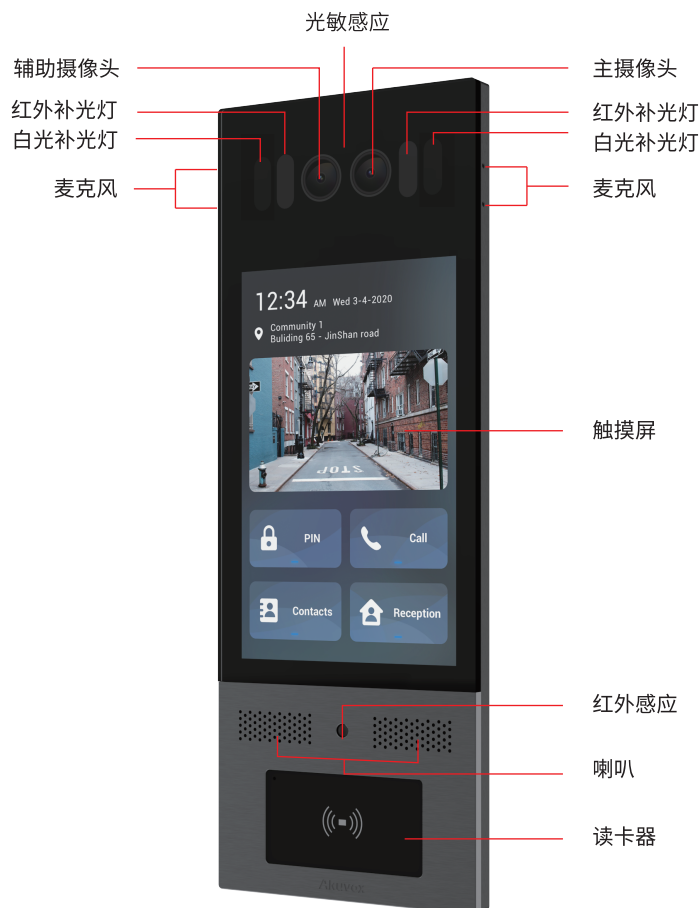 光敏感应
辅助摄像头
主摄像头
红外补光灯
红外补光灯
白光补光灯
白光补光灯
麦克风
麦克风
12:34 AM Wed 3-4-2020
Community 1
Buliding 65 - JinShan road
STOP
触摸屏
PIN
Call
Contacts
Reception
红外感应
喇叭
读卡器
Akuvox